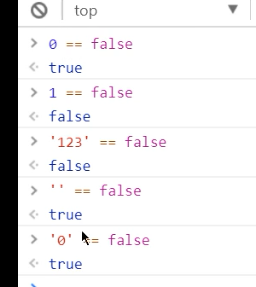 top
0 == false
true
1 == false
false
'123' == false
false
'' == false
true
'0' == false
true